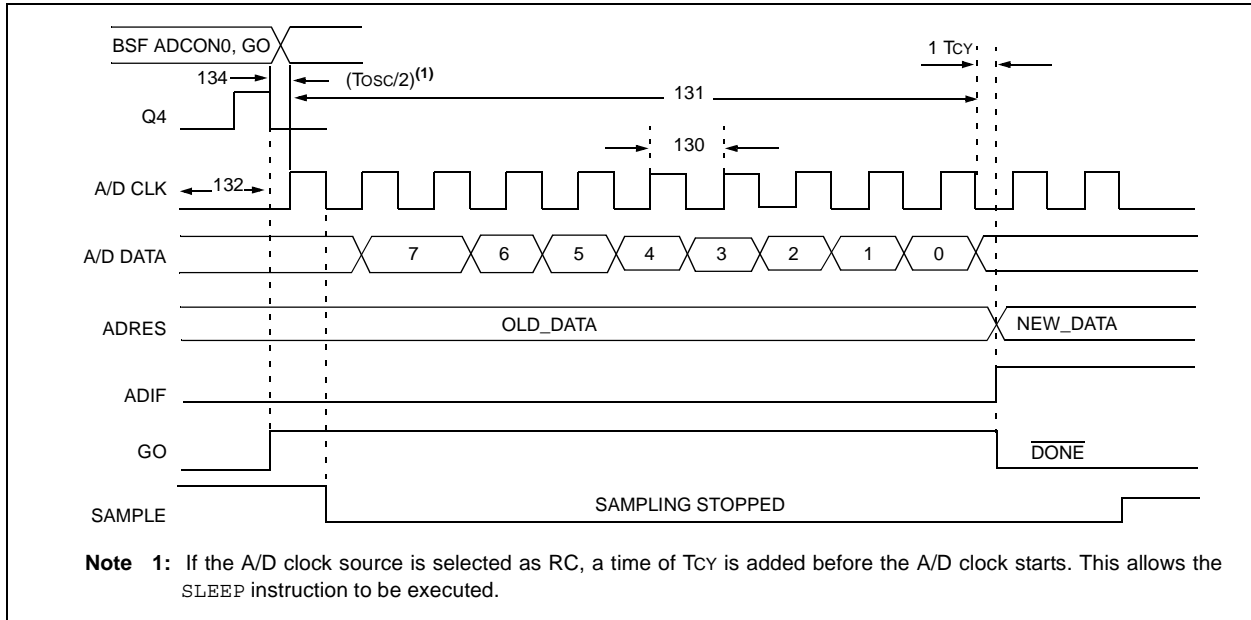 BSF ADCON0, GO
1 TCY
134
(TOSC/2)(1)
131
Q4
130
A/D CLK
132
A/D DATA
7 6 5 4 3 2 1 0
ADRES
OLD_DATA
NEW_DATA
ADIF
GO
DONE
SAMPLE
SAMPLING STOPPED
Note 1: If the A/D clock source is selected as RC, a time of TCY is added before the A/D clock starts. This allows the
SLEEP instruction to be executed.